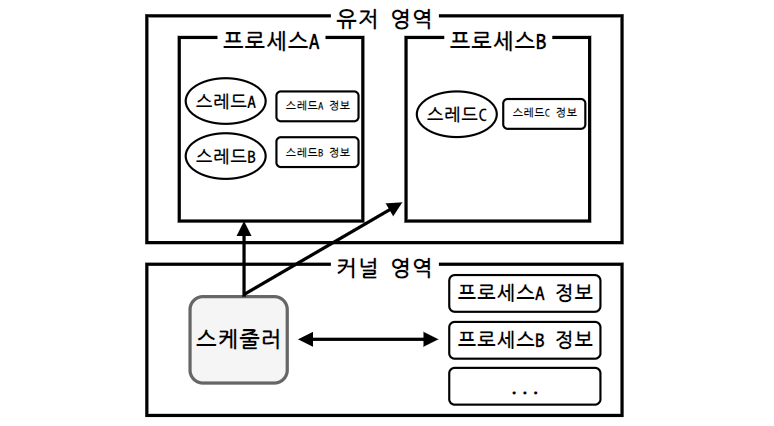 유저 영역
프로세스A
프로세스B
스레드A
스레드A 정보
스레드B
스레드B 정보
스레드C
스레드C 정보
커널 영역
스케줄러
프로세스A 정보
프로세스B 정보
...